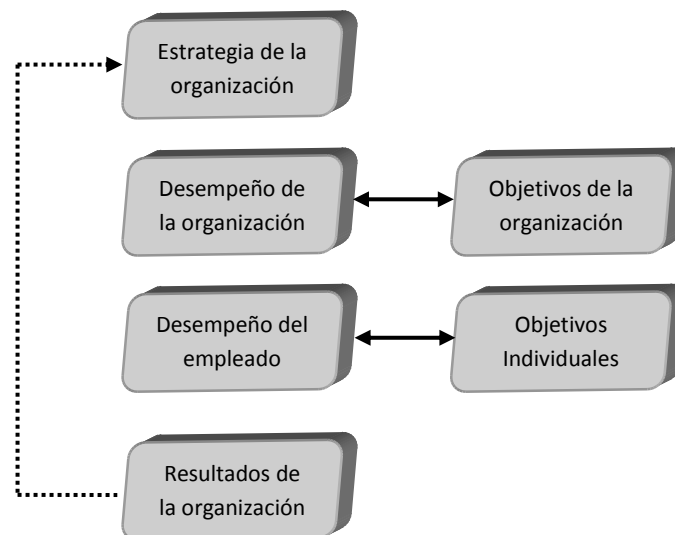 Estrategia de la
organización
Desempeño de
la organización
Objetivos de la
organización
Desempeño del
empleado
Objetivos
Individuales
Resultados de
la organización